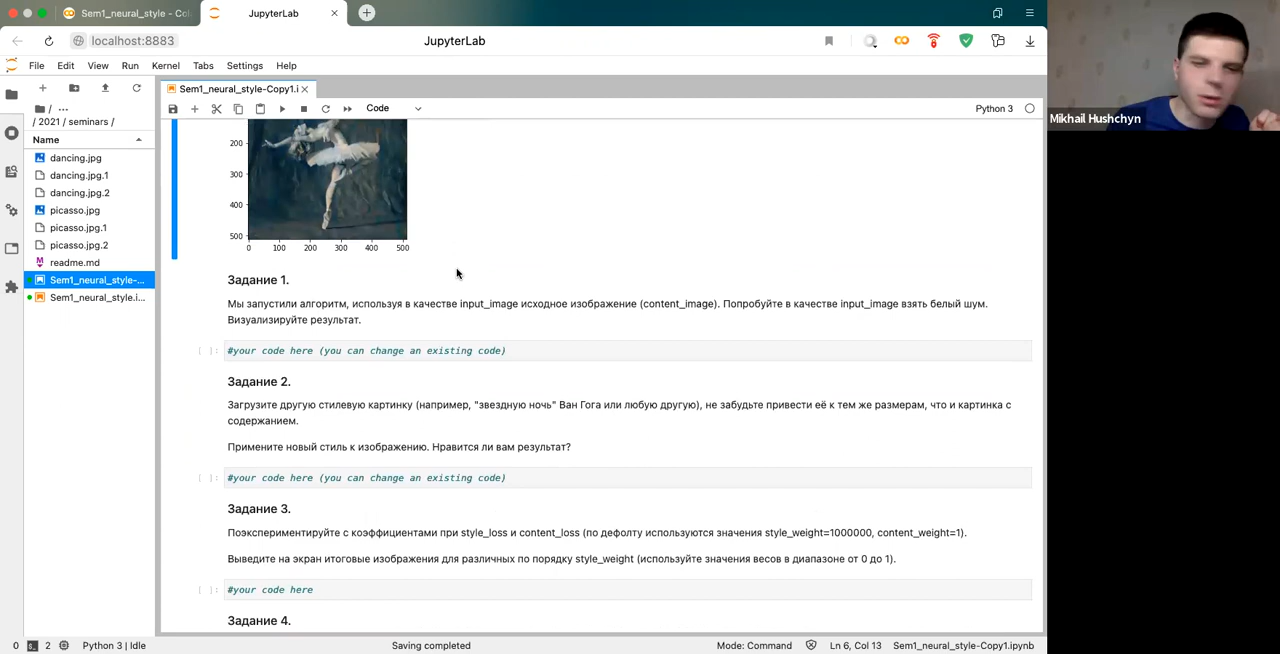 Sem1_neural_style - Col
JupyterLab
localhost:8883
JupyterLab
File Edit View Run Kernel Tabs Settings Help
Sem1_neural_style-Copy1.i
Code
Python 3
Mikhail Hushchyn
/ ...
/ 2021 / seminars /
Name
dancing.jpg
dancing.jpg.1
dancing.jpg.2
picasso.jpg
picasso.jpg.1
picasso.jpg.2
readme.md
Sem1_neural_style-...
Sem1_neural_style.i...
200
300
400
500
0 100 200 300 400 500
Задание 1.
Мы запустили алгоритм, используя в качестве input_image исходное изображение (content_image). Попробуйте в качестве input_image взять белый шум.
Визуализируйте результат.
[ ]: #your code here (you can change an existing code)
Задание 2.
Загрузите другую стилевую картинку (например, "звездную ночь" Ван Гога или любую другую), не забудьте привести её к тем же размерам, что и картинка с
содержанием.
Примените новый стиль к изображению. Нравится ли вам результат?
[ ]: #your code here (you can change an existing code)
Задание 3.
Поэкспериментируйте с коэффициентами при style_loss и content_loss (по дефолту используются значения style_weight=1000000, content_weight=1).
Выведите на экран итоговые изображения для различных по порядку style_weight (используйте значения весов в диапазоне от 0 до 1).
[ ]: #your code here
Задание 4.
0 2 Python 3 | Idle Saving completed Mode: Command Ln 6, Col 13 Sem1_neural_style-Copy1.ipynb